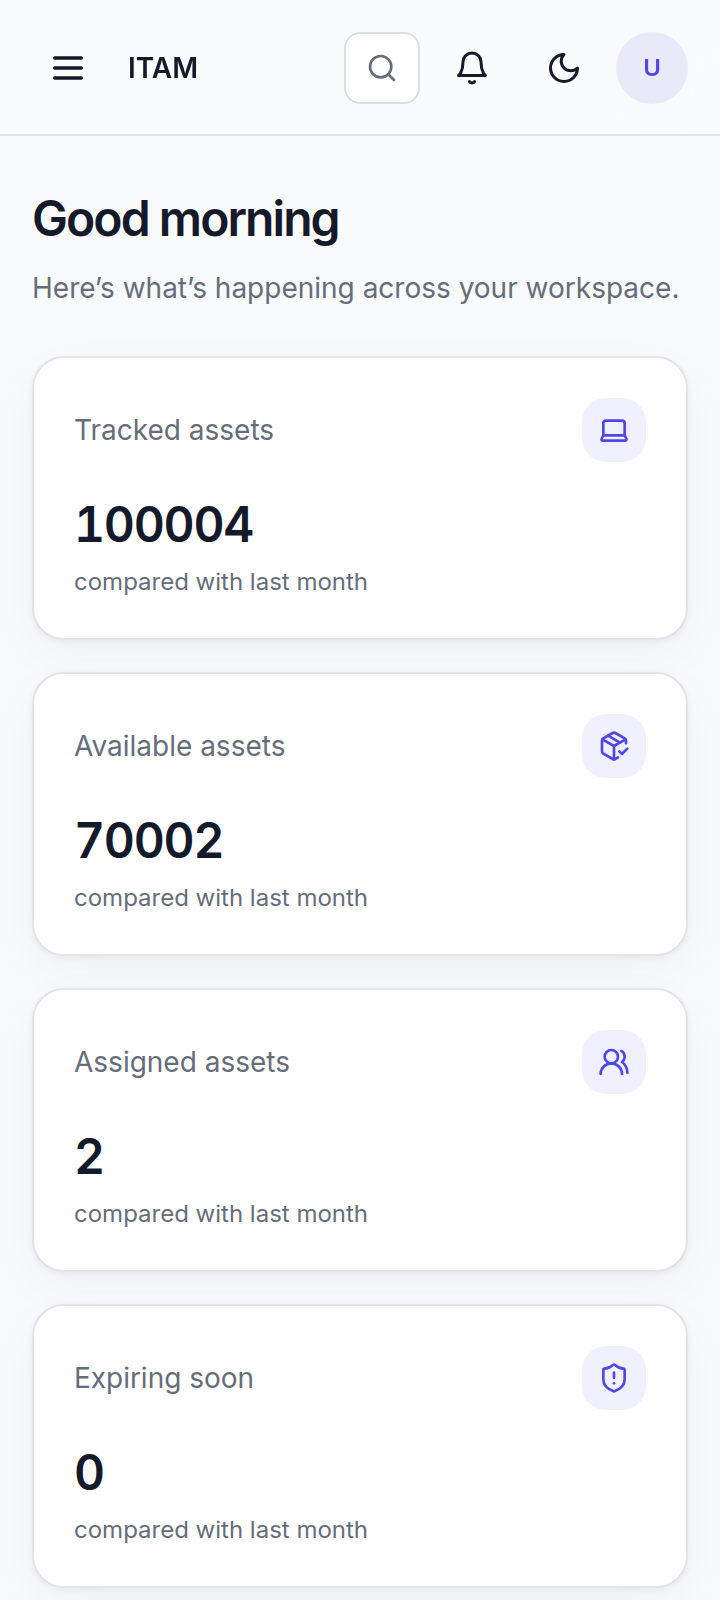 ITAM
U
Good morning
Here’s what’s happening across your workspace.
Tracked assets
100004
compared with last month
Available assets
70002
compared with last month
Assigned assets
2
compared with last month
Expiring soon
0
compared with last month